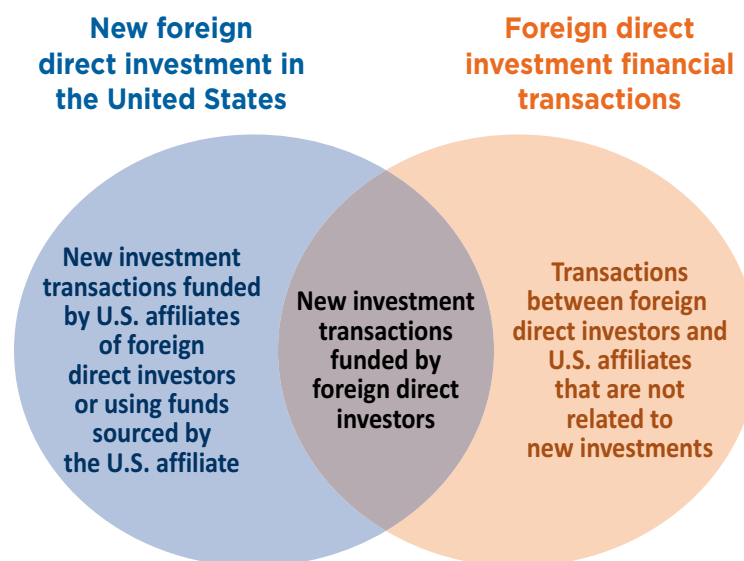 New foreign
direct investment in
the United States
Foreign direct
investment financial
transactions
New investment
transactions funded
by U.S. affiliates
of foreign
direct investors
or using funds
sourced by
the U.S. affiliate
New investment
transactions
funded by
foreign direct
investors
Transactions
between foreign
direct investors and
U.S. affiliates
that are not
related to
new investments